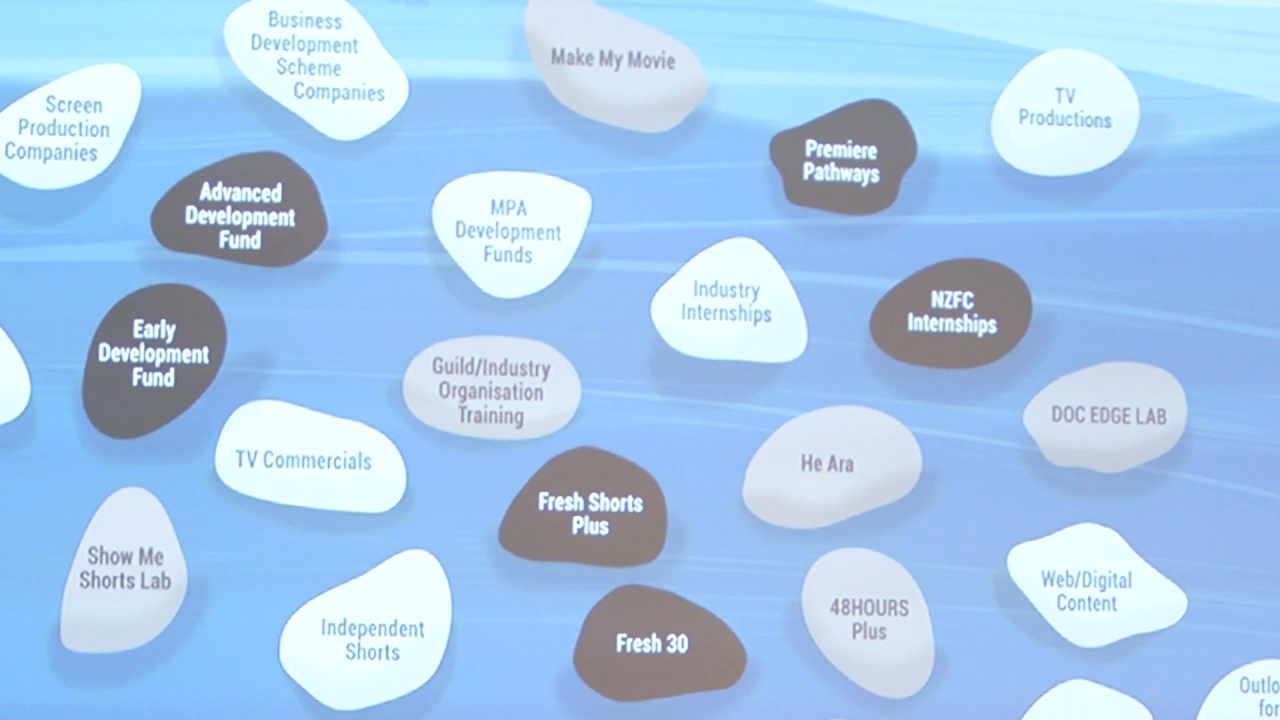 Business
Development
Scheme
Companies
Make My Movie
Screen
Production
Companies
TV
Productions
Premiere
Pathways
Advanced
Development
Fund
MPA
Development
Funds
Industry
Internships
NZFC
Internships
Early
Development
Fund
Guild/Industry
Organisation
Training
DOC EDGE LAB
TV Commercials
He Ara
Fresh Shorts
Plus
Show Me
Shorts Lab
Web/Digital
Content
48HOURS
Plus
Independent
Shorts
Fresh 30
for